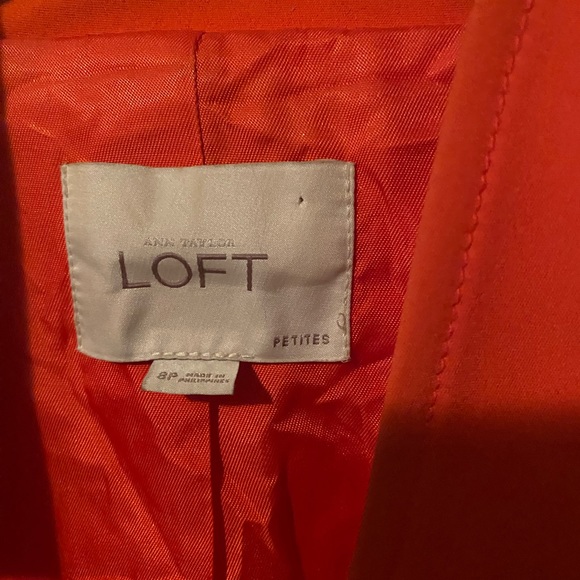 ANN TAYLOR
LOFT
PETITES
8P MADE IN
PHILIPPINES